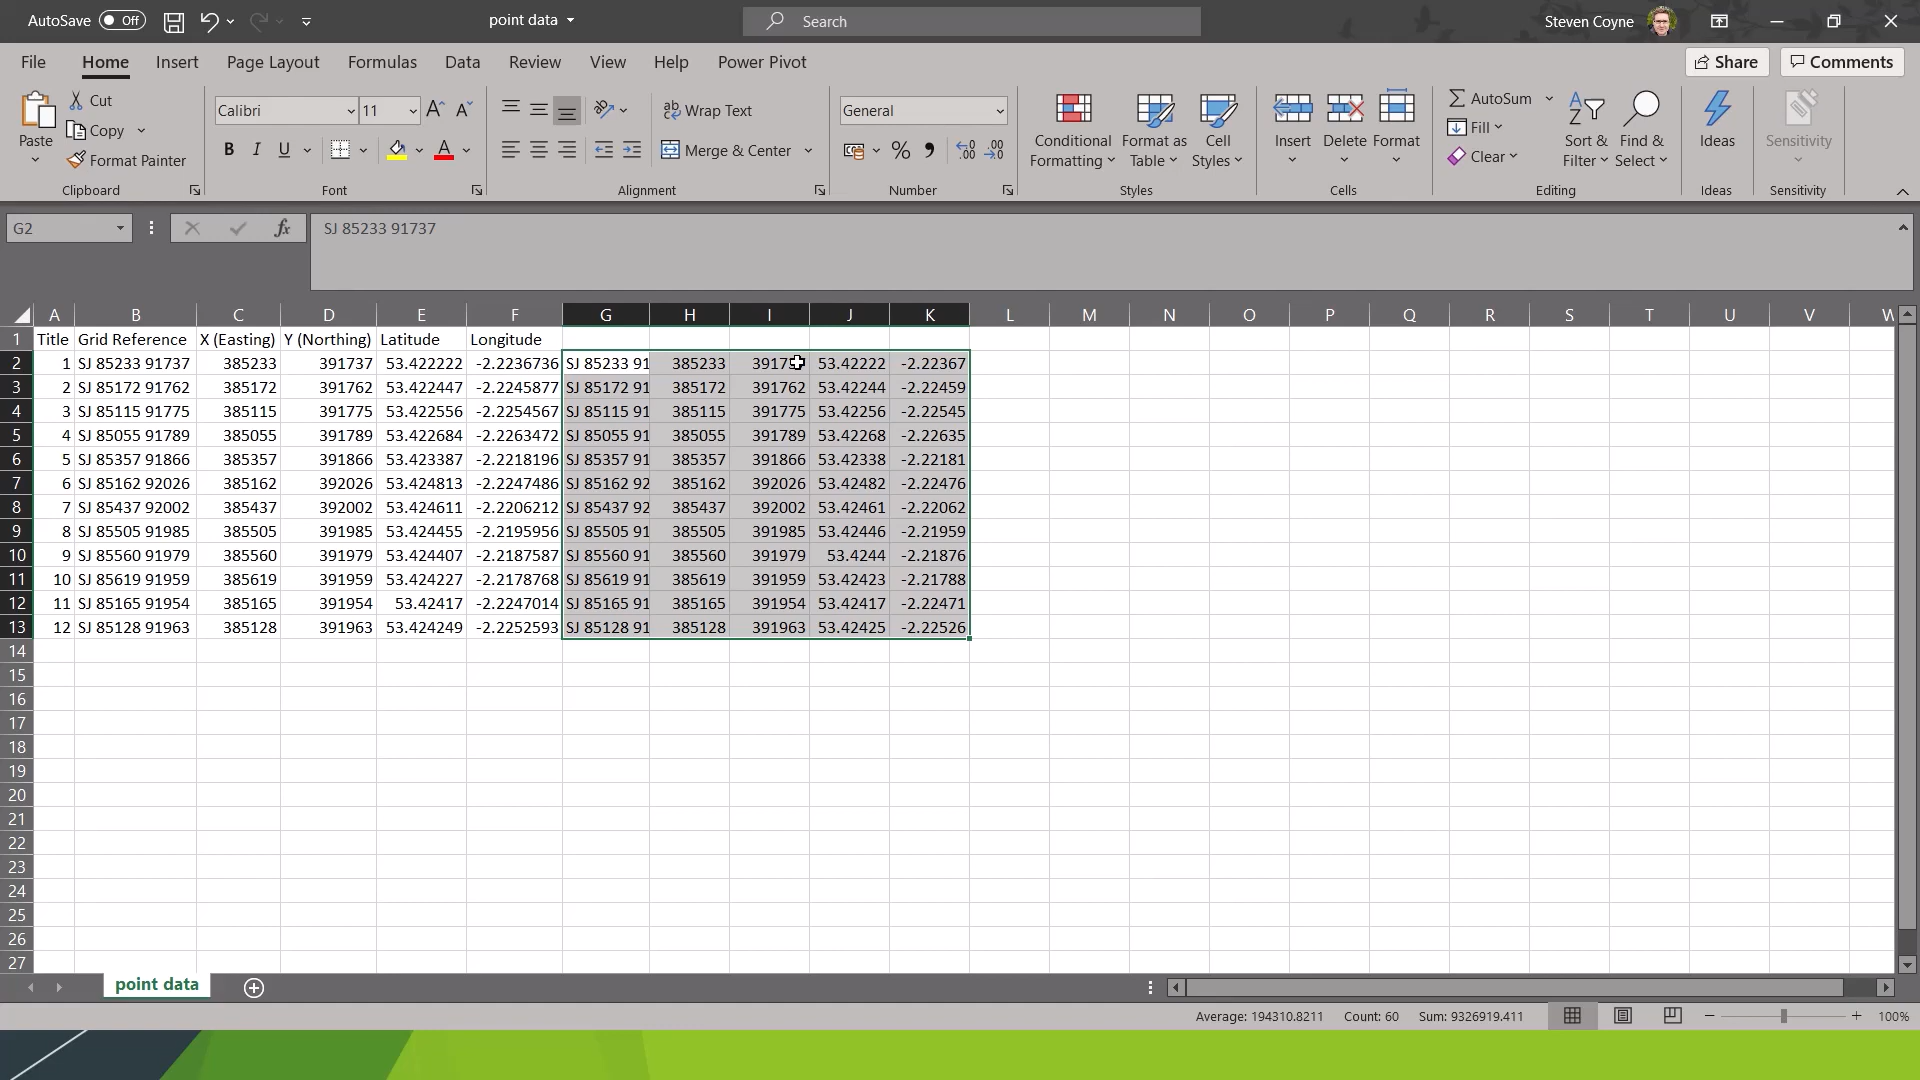 AutoSave Off point data Search Steven Coyne
File Home Insert Page Layout Formulas Data Review View Help Power Pivot Share Comments
Paste Cut Copy Format Painter Clipboard
Calibri 11 B I U A Font
Wrap Text Merge & Center Alignment
General % Number
Conditional Formatting Format as Table Cell Styles Styles
Insert Delete Format Cells
AutoSum Fill Clear Sort & Filter Find & Select Editing
Ideas Ideas
Sensitivity Sensitivity
G2 fx SJ 85233 91737
A B C D E F G H I J K L M N O P Q R S T U V W
1 Title Grid Reference X (Easting) Y (Northing) Latitude Longitude
2 1 SJ 85233 91737 385233 391737 53.422222 -2.2236736 SJ 85233 91 385233 3917 53.42222 -2.22367
3 2 SJ 85172 91762 385172 391762 53.422447 -2.2245877 SJ 85172 91 385172 391762 53.42244 -2.22459
4 3 SJ 85115 91775 385115 391775 53.422556 -2.2254567 SJ 85115 91 385115 391775 53.42256 -2.22545
5 4 SJ 85055 91789 385055 391789 53.422684 -2.2263472 SJ 85055 91 385055 391789 53.42268 -2.22635
6 5 SJ 85357 91866 385357 391866 53.423387 -2.2218196 SJ 85357 91 385357 391866 53.42338 -2.22181
7 6 SJ 85162 92026 385162 392026 53.424813 -2.2247486 SJ 85162 92 385162 392026 53.42482 -2.22476
8 7 SJ 85437 92002 385437 392002 53.424611 -2.2206212 SJ 85437 92 385437 392002 53.42461 -2.22062
9 8 SJ 85505 91985 385505 391985 53.424455 -2.2195956 SJ 85505 91 385505 391985 53.42446 -2.21959
10 9 SJ 85560 91979 385560 391979 53.424407 -2.2187587 SJ 85560 91 385560 391979 53.4244 -2.21876
11 10 SJ 85619 91959 385619 391959 53.424227 -2.2178768 SJ 85619 91 385619 391959 53.42423 -2.21788
12 11 SJ 85165 91954 385165 391954 53.42417 -2.2247014 SJ 85165 91 385165 391954 53.42417 -2.22471
13 12 SJ 85128 91963 385128 391963 53.424249 -2.2252593 SJ 85128 91 385128 391963 53.42425 -2.22526
14
15
16
17
18
19
20
21
22
23
24
25
26
27
point data
Average: 194310.8211 Count: 60 Sum: 9326919.411 100%